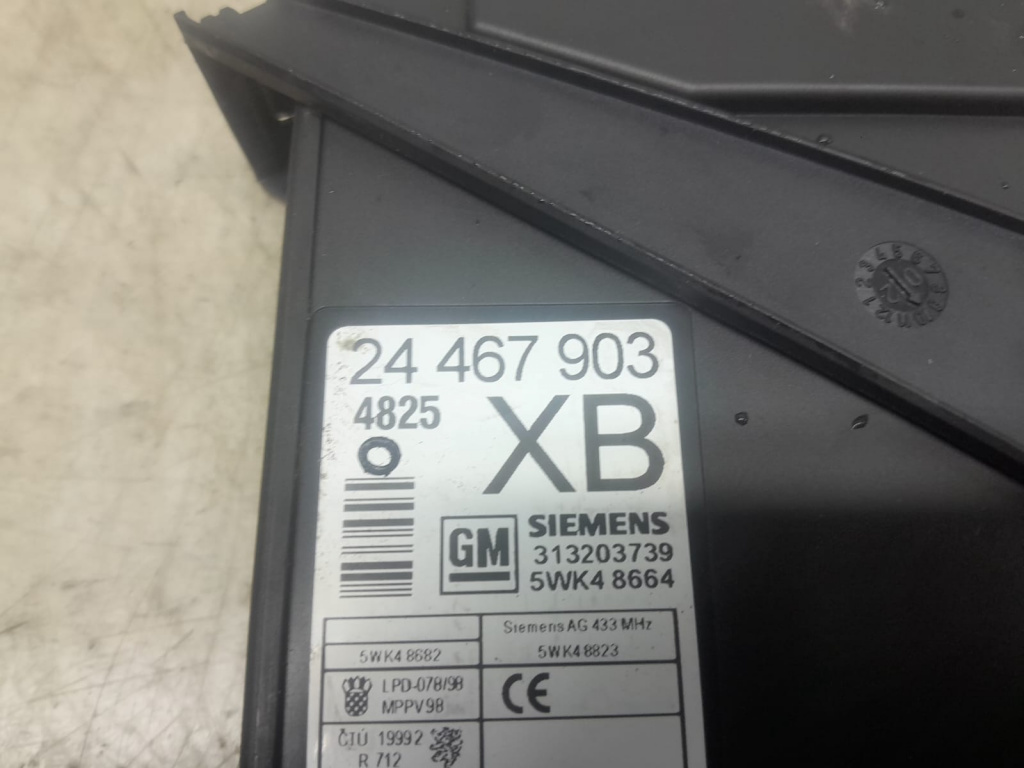 24 467 903
4825
XB
GM
SIEMENS
313203739
5WK4 8664
Siemens AG 433 MHz
5WK4 8682
5WK4 8823
LPD-078/98
MPPV98
CE
ČTÚ 1999 2
R 712